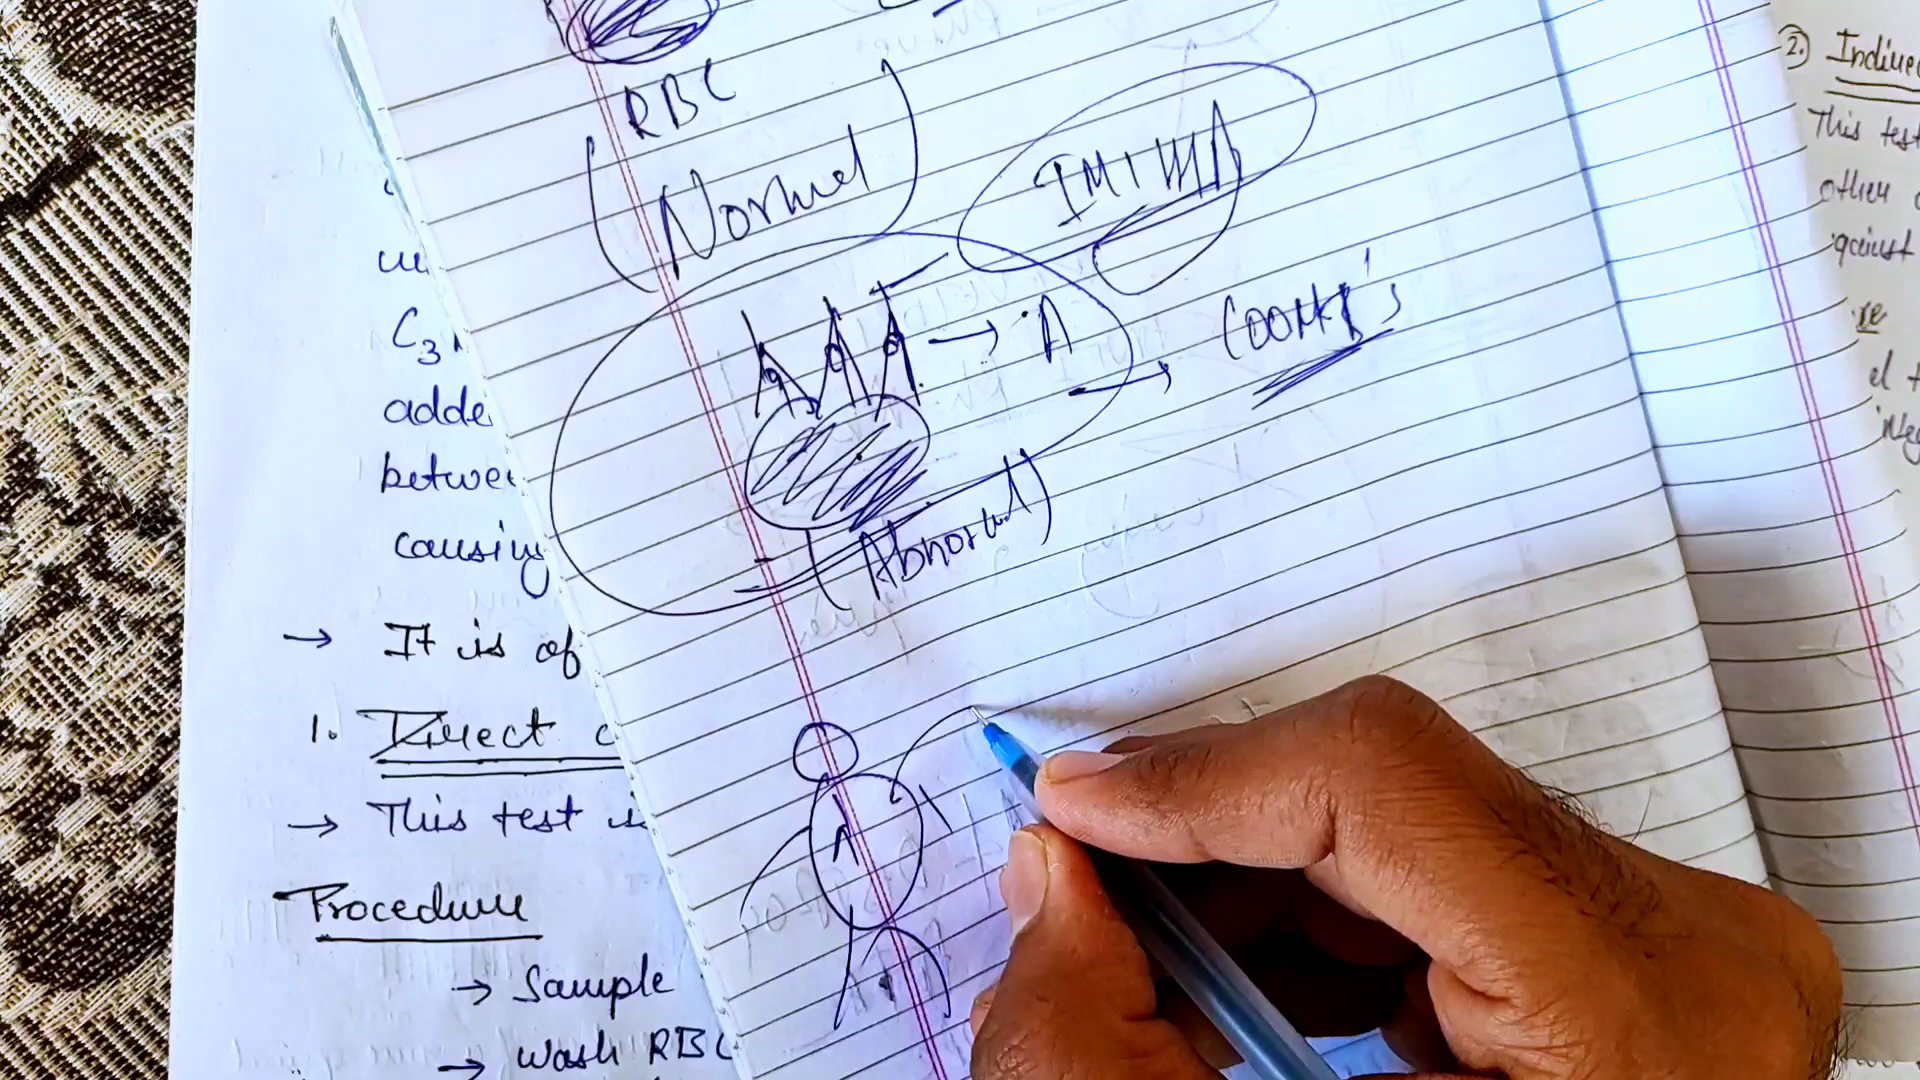 RBC
(Normal)
→ A
→ COOMB's
(Abnormal)
A
C3
adde
betwee
causing
→ It is of
1. Direct c
→ This test is
Procedure
→ Sample
→ wash RBC
2. Indirec
This test
other
against